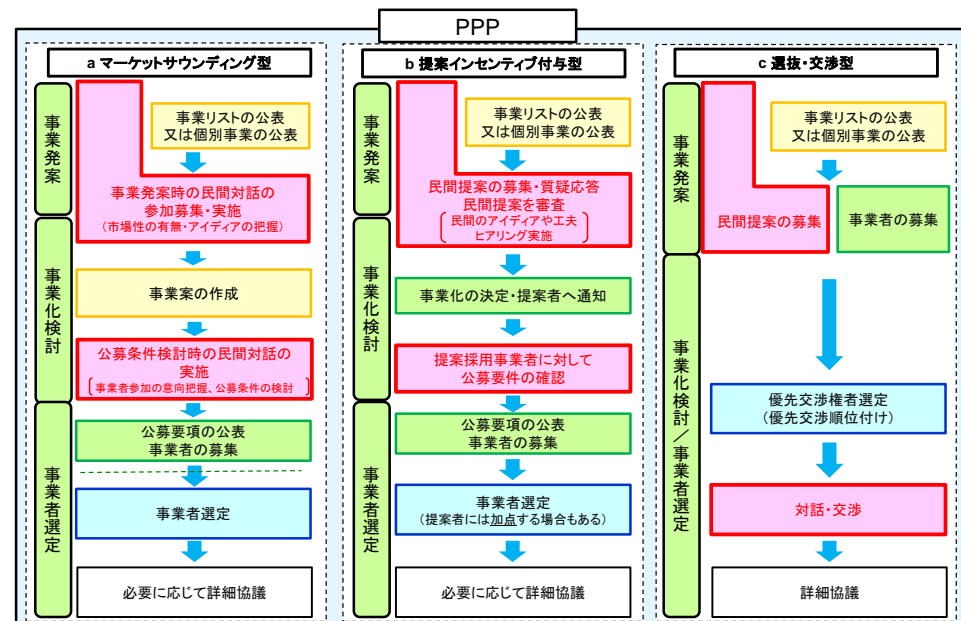 PPP
a マーケットサウンディング型
事業発案
事業リストの公表
又は個別事業の公表
事業発案時の民間対話の
参加募集・実施
(市場性の有無・アイディアの把握)
事業化検討
事業案の作成
公募条件検討時の民間対話の
実施
事業者参加の意向把握、公募条件の検討
事業者選定
公募要項の公表
事業者の募集
事業者選定
必要に応じて詳細協議
b 提案インセンティブ付与型
事業発案
事業リストの公表
又は個別事業の公表
民間提案の募集・質疑応答
民間提案を審査
民間のアイディアや工夫
ヒアリング実施
事業化検討
事業化の決定・提案者へ通知
提案採用事業者に対して
公募要件の確認
事業者選定
公募要項の公表
事業者の募集
事業者選定
(提案者には加点する場合もある)
必要に応じて詳細協議
c 選抜・交渉型
事業発案
事業リストの公表
又は個別事業の公表
民間提案の募集
事業者の募集
事業化検討/事業者選定
優先交渉権者選定
(優先交渉順位付け)
対話・交渉
詳細協議